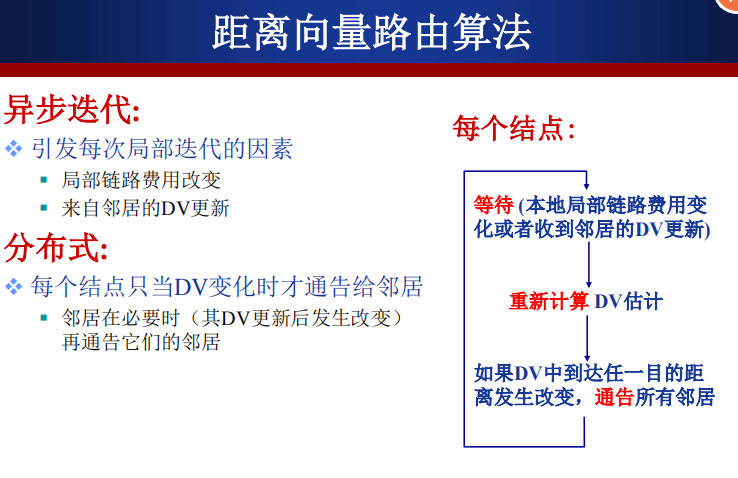 距离向量路由算法
异步迭代:
引发每次局部迭代的因素
局部链路费用改变
来自邻居的DV更新
分布式:
每个结点只当DV变化时才通告给邻居
邻居在必要时（其DV更新后发生改变）
再通告它们的邻居
每个结点:
等待 (本地局部链路费用变
化或者收到邻居的DV更新)
重新计算 DV估计
如果DV中到达任一目的距
离发生改变，通告所有邻居